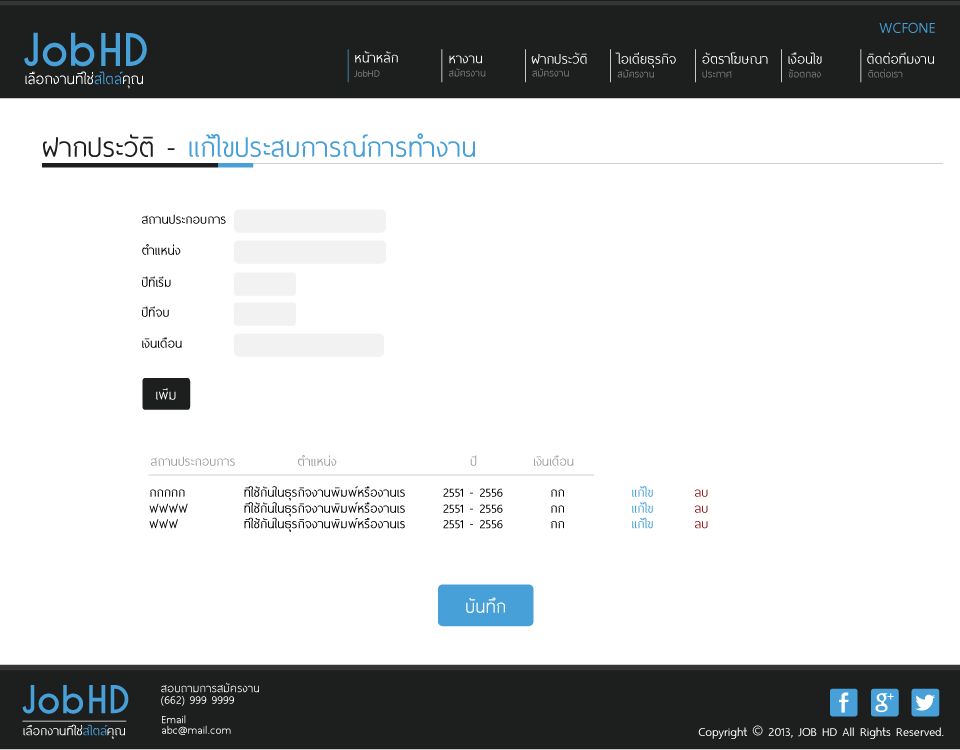 WCFONE
JobHD
เลือกงานที่ใช่สไตล์คุณ
หน้าหลัก หางาน ฝากประวัติ ไอเดียธุรกิจ อัตราโฆษณา เงื่อนไข ติดต่อทีมงาน
JobHD สมัครงาน สมัครงาน สมัครงาน ประกาศ ข้อตกลง ติดต่อเรา
ฝากประวัติ - แก้ไขประสบการณ์การทำงาน
สถานประกอบการ
ตำแหน่ง
ปีที่เริ่ม
ปีที่จบ
เงินเดือน
เพิ่ม
สถานประกอบการ ตำแหน่ง ปี เงินเดือน
กกกกก ที่ใช้กันในธุรกิจงานพิมพ์หรืองานเร 2551 - 2556 กก แก้ไข ลบ
ฟฟฟฟ ที่ใช้กันในธุรกิจงานพิมพ์หรืองานเร 2551 - 2556 กก แก้ไข ลบ
ฟฟฟ ที่ใช้กันในธุรกิจงานพิมพ์หรืองานเร 2551 - 2556 กก แก้ไข ลบ
บันทึก
JobHD
เลือกงานที่ใช่สไตล์คุณ
สอบถามการสมัครงาน
(662) 999 9999
Email
abc@mail.com
f g+
Copyright © 2013, JOB HD All Rights Reserved.